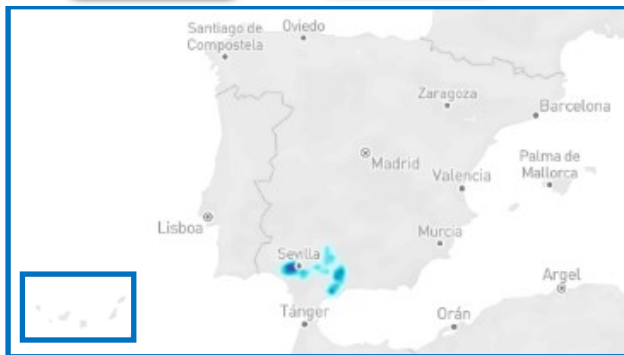 Santiago de
Compostela
Oviedo
Zaragoza
Barcelona
Madrid
Palma de
Mallorca
Valencia
Lisboa
Murcia
Sevilla
Argel
Tánger
Orán